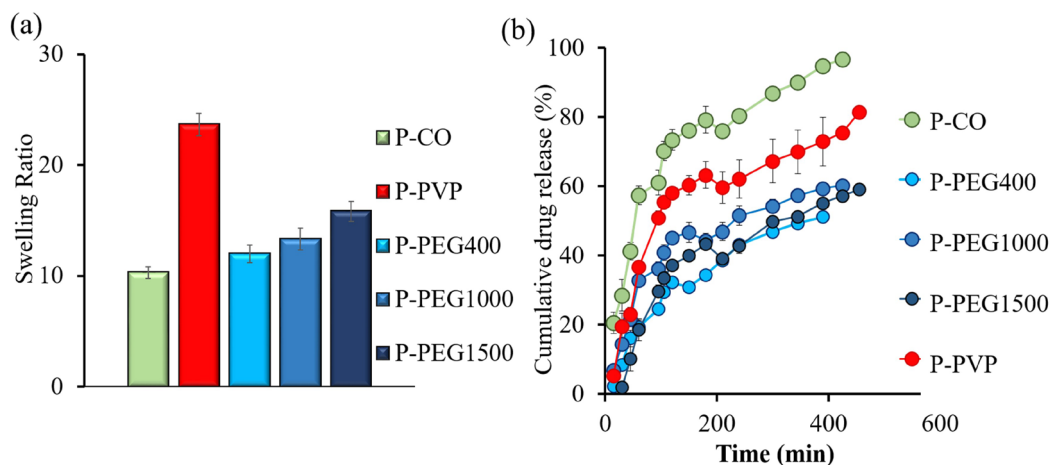 (a)
30
20
10
0
Swelling Ratio
P-CO
P-PVP
P-PEG400
P-PEG1000
P-PEG1500
(b)
100
80
60
40
20
0
Cumulative drug release (%)
0 200 400 600
Time (min)
P-CO
P-PEG400
P-PEG1000
P-PEG1500
P-PVP